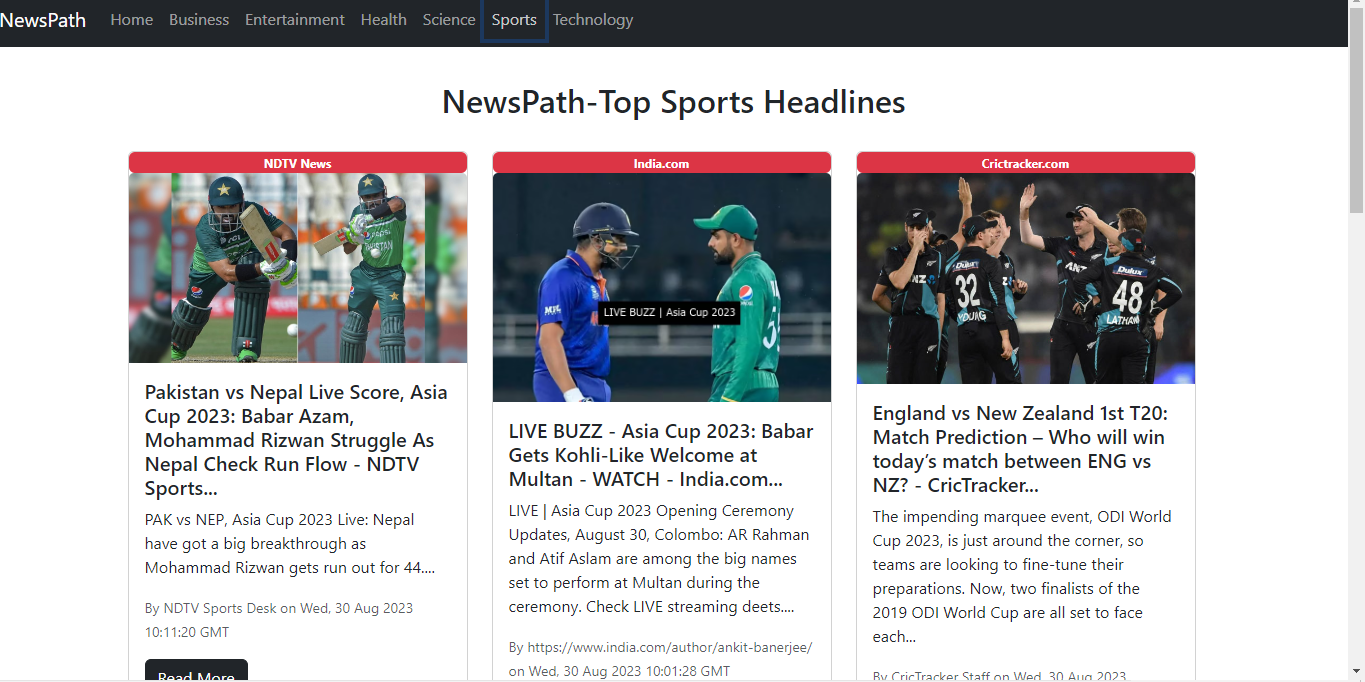 NewsPath Home Business Entertainment Health Science Sports Technology
NewsPath-Top Sports Headlines
NDTV News
Pakistan vs Nepal Live Score, Asia
Cup 2023: Babar Azam,
Mohammad Rizwan Struggle As
Nepal Check Run Flow - NDTV
Sports...
PAK vs NEP, Asia Cup 2023 Live: Nepal
have got a big breakthrough as
Mohammad Rizwan gets run out for 44....
By NDTV Sports Desk on Wed, 30 Aug 2023
10:11:20 GMT
Read More
India.com
LIVE BUZZ | Asia Cup 2023
LIVE BUZZ - Asia Cup 2023: Babar
Gets Kohli-Like Welcome at
Multan - WATCH - India.com...
LIVE | Asia Cup 2023 Opening Ceremony
Updates, August 30, Colombo: AR Rahman
and Atif Aslam are among the big names
set to perform at Multan during the
ceremony. Check LIVE streaming deets....
By https://www.india.com/author/ankit-banerjee/
on Wed, 30 Aug 2023 10:01:28 GMT
Crictracker.com
Dulux
32
YOUNG
Dulux
48
LATHAM
England vs New Zealand 1st T20:
Match Prediction – Who will win
today’s match between ENG vs
NZ? - CricTracker...
The impending marquee event, ODI World
Cup 2023, is just around the corner, so
teams are looking to fine-tune their
preparations. Now, two finalists of the
2019 ODI World Cup are all set to face
each...
By CricTracker Staff on Wed, 30 Aug 2023